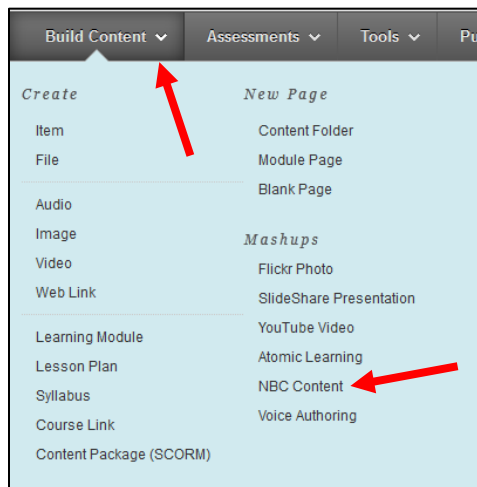 Build Content Assessments Tools Pu
Create
Item
File
Audio
Image
Video
Web Link
Learning Module
Lesson Plan
Syllabus
Course Link
Content Package (SCORM)
New Page
Content Folder
Module Page
Blank Page
Mashups
Flickr Photo
SlideShare Presentation
YouTube Video
Atomic Learning
NBC Content
Voice Authoring